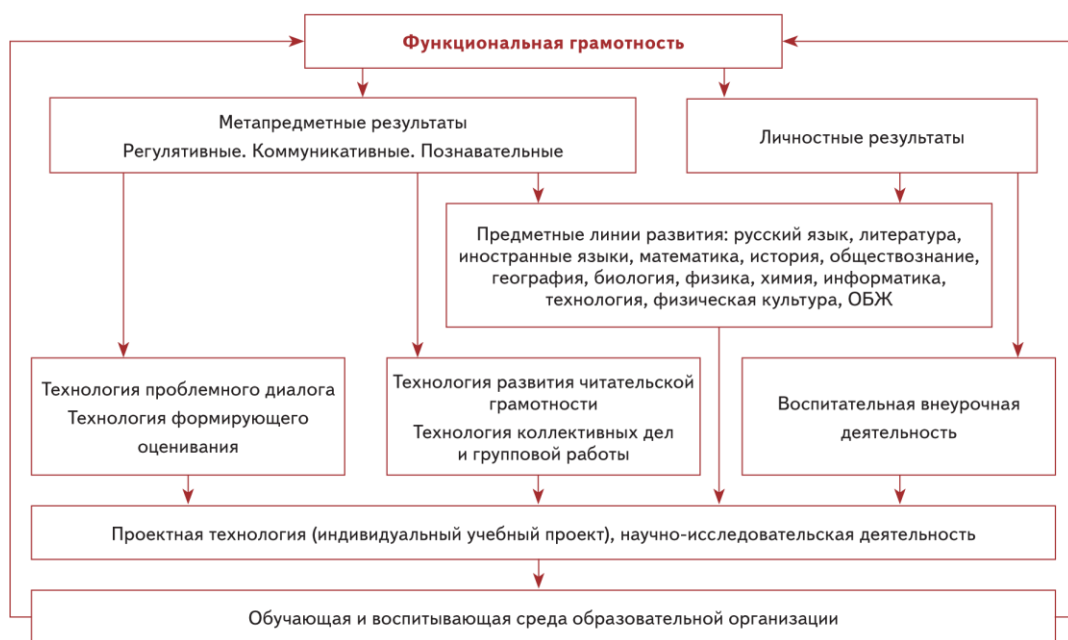 Функциональная грамотность
Метапредметные результаты
Регулятивные. Коммуникативные. Познавательные
Личностные результаты
Предметные линии развития: русский язык, литература,
иностранные языки, математика, история, обществознание,
география, биология, физика, химия, информатика,
технология, физическая культура, ОБЖ
Технология проблемного диалога
Технология формирующего
оценивания
Технология развития читательской
грамотности
Технология коллективных дел
и групповой работы
Воспитательная внеурочная
деятельность
Проектная технология (индивидуальный учебный проект), научно-исследовательская деятельность
Обучающая и воспитывающая среда образовательной организации